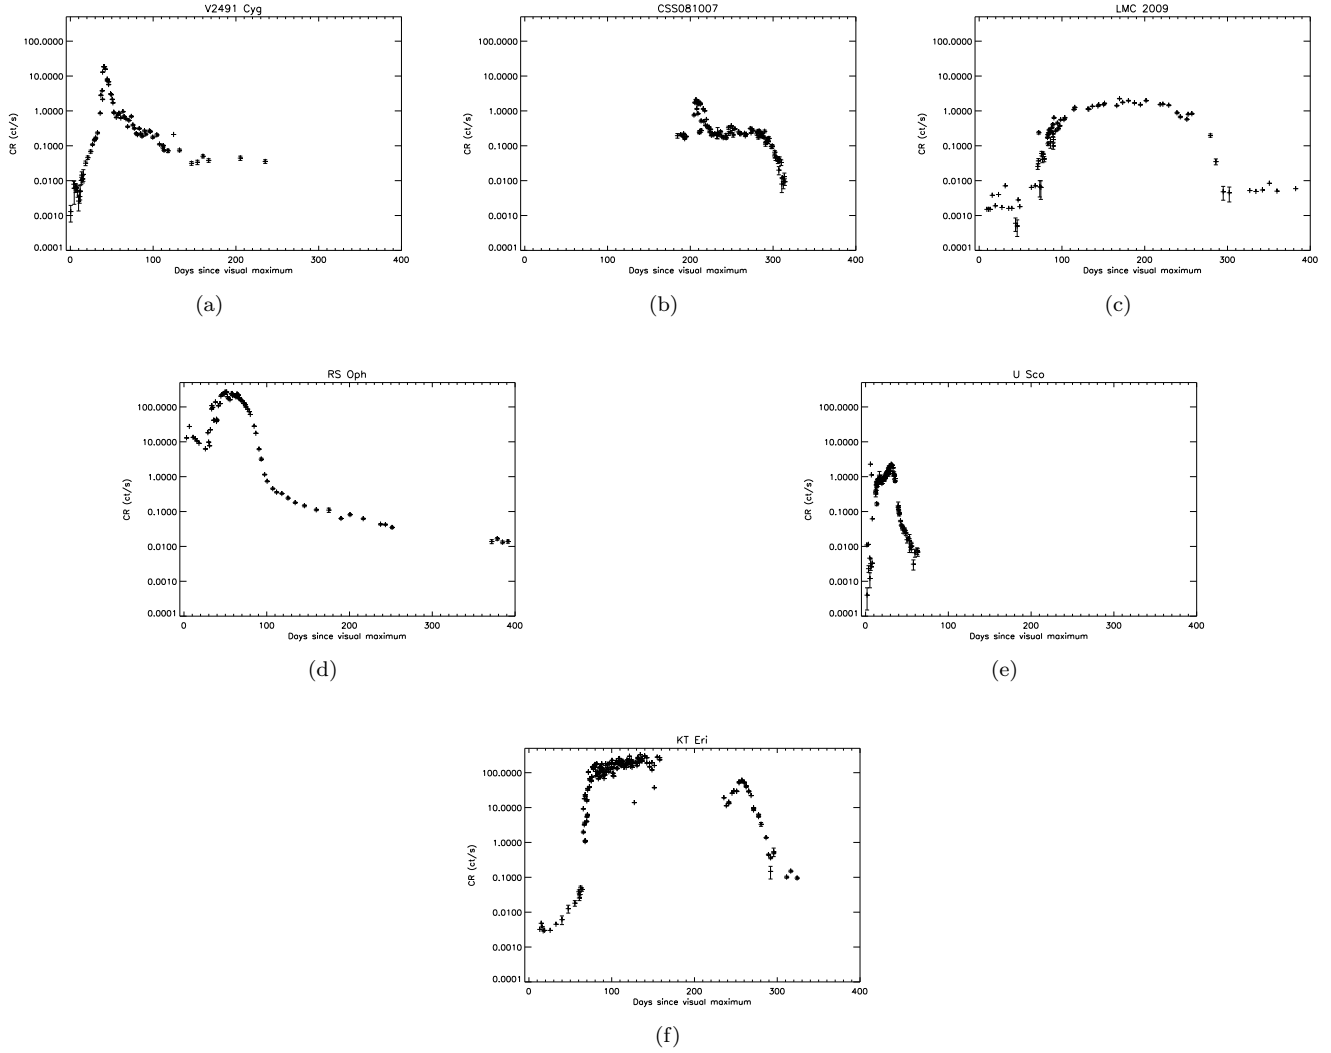 V2491 Cyg
CR (ct/s)
100.0000
10.0000
1.0000
0.1000
0.0100
0.0010
0.0001
0 100 200 300 400
Days since visual maximum
(a)
CSS081007
CR (ct/s)
100.0000
10.0000
1.0000
0.1000
0.0100
0.0010
0.0001
0 100 200 300 400
Days since visual maximum
(b)
LMC 2009
CR (ct/s)
100.0000
10.0000
1.0000
0.1000
0.0100
0.0010
0.0001
0 100 200 300 400
Days since visual maximum
(c)
RS Oph
CR (ct/s)
100.0000
10.0000
1.0000
0.1000
0.0100
0.0010
0.0001
0 100 200 300 400
Days since visual maximum
(d)
U Sco
CR (ct/s)
100.0000
10.0000
1.0000
0.1000
0.0100
0.0010
0.0001
0 100 200 300 400
Days since visual maximum
(e)
KT Eri
CR (ct/s)
100.0000
10.0000
1.0000
0.1000
0.0100
0.0010
0.0001
0 100 200 300 400
Days since visual maximum
(f)